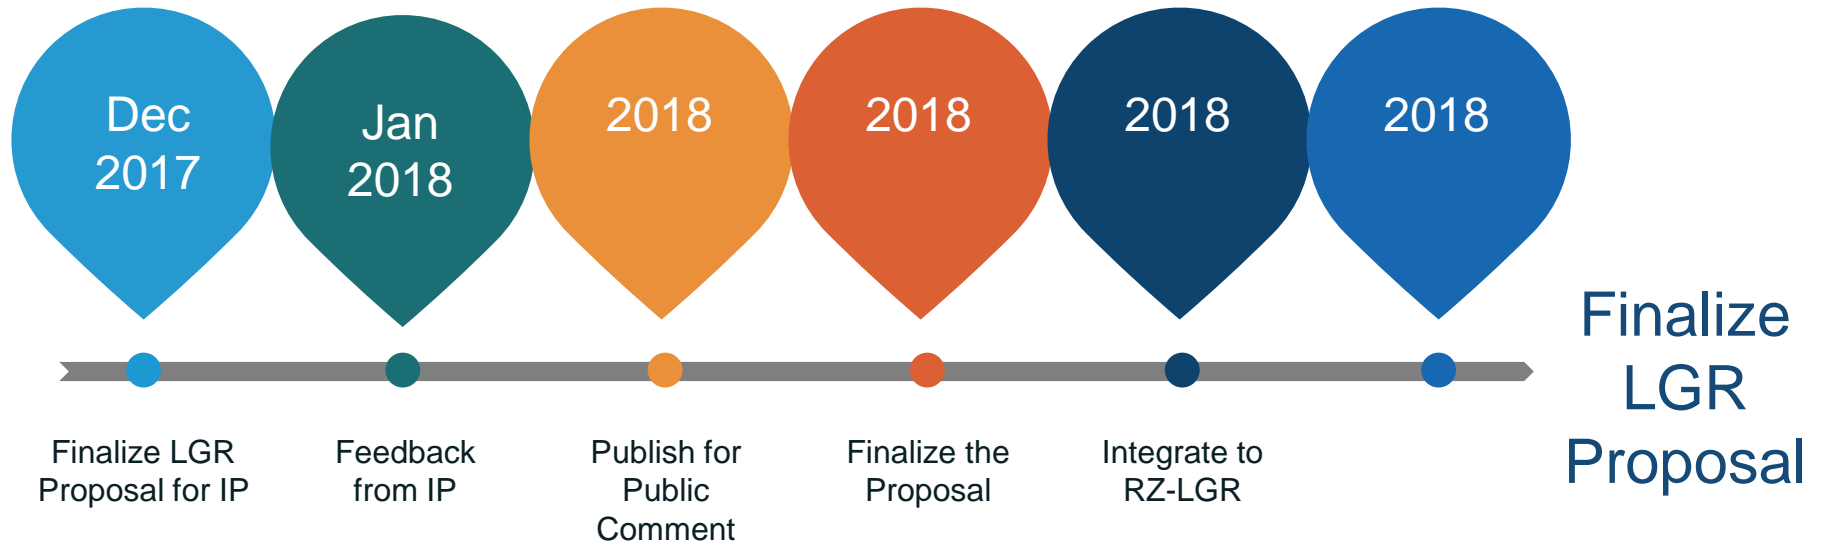 Dec
2017
Jan
2018
2018
2018
2018
2018
Finalize LGR
Proposal for IP
Feedback
from IP
Publish for
Public
Comment
Finalize the
Proposal
Integrate to
RZ-LGR
Finalize
LGR
Proposal